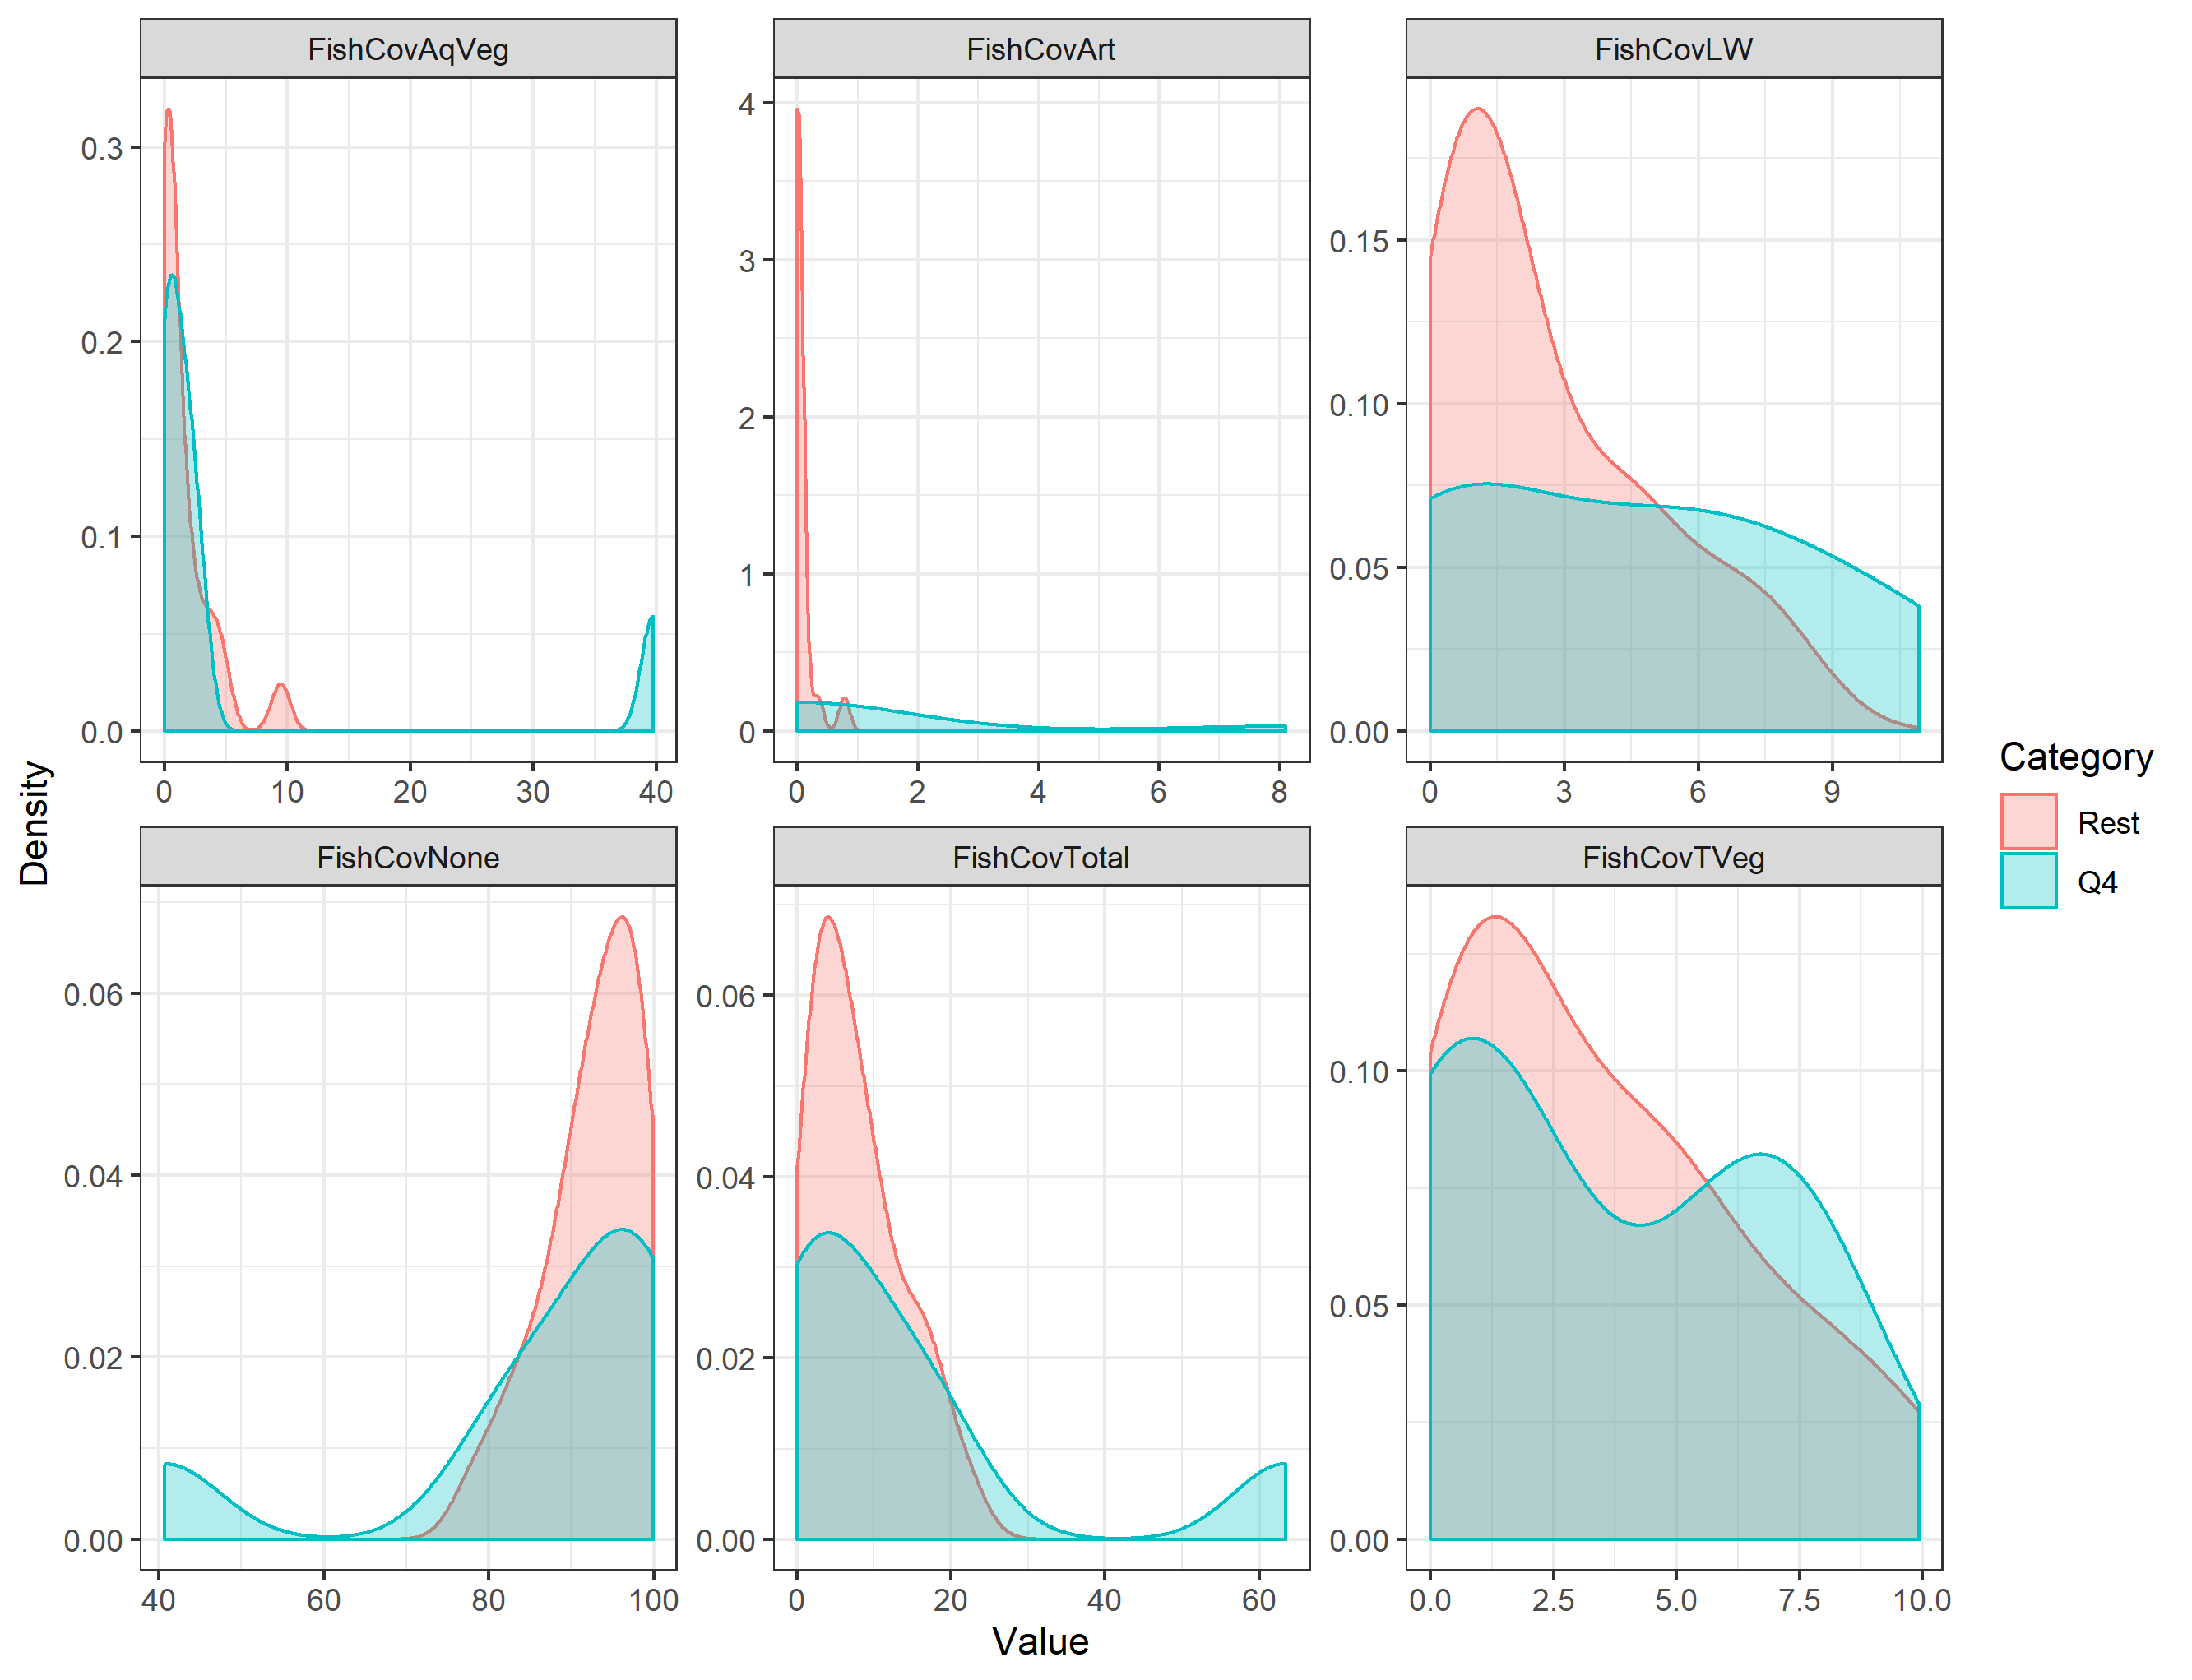 FishCovAqVeg
FishCovArt
FishCovLW
0.3
0.2
0.1
0.0
4
3
2
1
0
0.15
0.10
0.05
0.00
0 10 20 30 40
0 2 4 6 8
0 3 6 9
FishCovNone
FishCovTotal
FishCovTVeg
0.06
0.04
0.02
0.00
0.06
0.04
0.02
0.00
0.10
0.05
0.00
40 60 80 100
0 20 40 60
0.0 2.5 5.0 7.5 10.0
Density
Value
Category
Rest
Q4